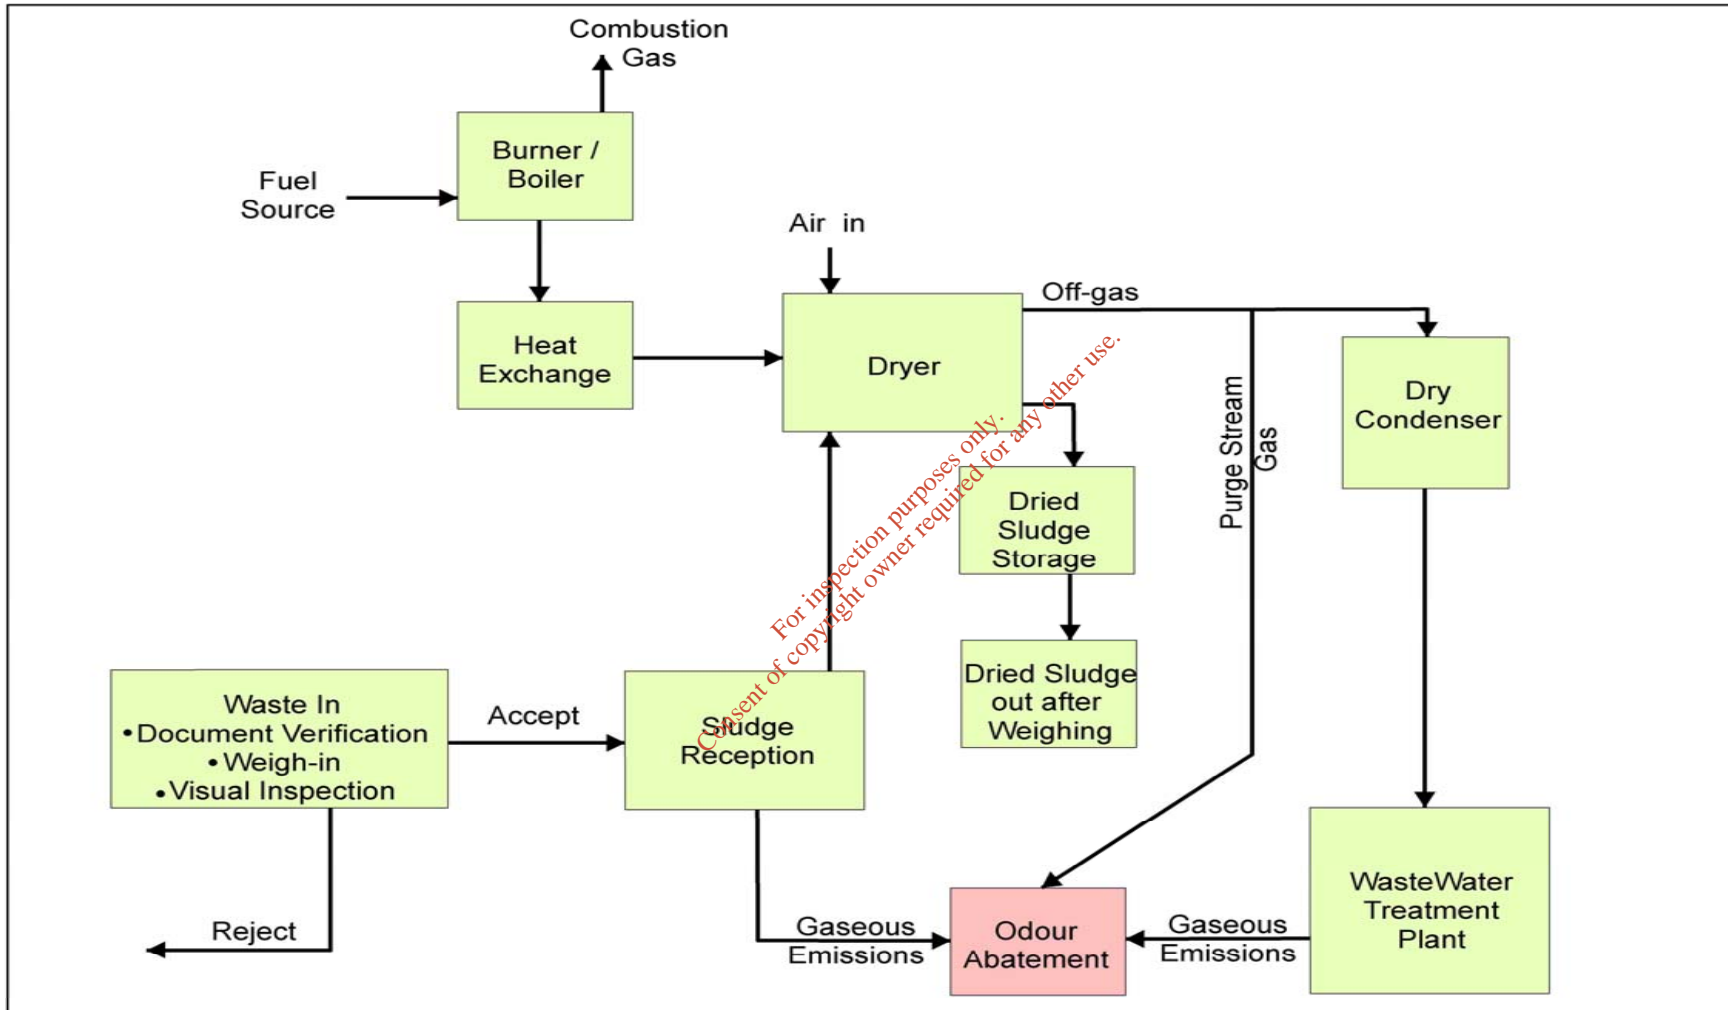 Combustion
Gas
Burner /
Boiler
Fuel
Source
Air in
Off-gas
Heat
Exchange
Dryer
Dry
Condenser
Purge Stream
Gas
Dried
Sludge
Storage
Dried Sludge
out after
Weighing
Waste In
•Document Verification
•Weigh-in
•Visual Inspection
Accept
Sludge
Reception
Reject
Gaseous
Emissions
Odour
Abatement
Gaseous
Emissions
WasteWater
Treatment
Plant
For inspection purposes only.
Consent of copyright owner required for any other use.